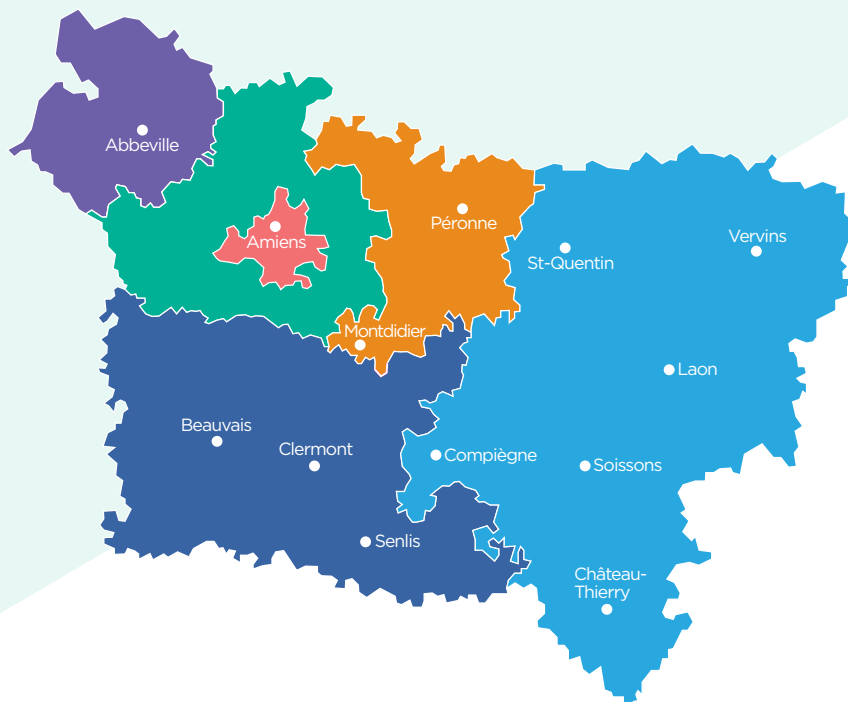 Abbeville
Péronne
Amiens
Vervins
St-Quentin
Montdidier
Laon
Beauvais
Clermont
Compiègne
Soissons
Senlis
Château-
Thierry